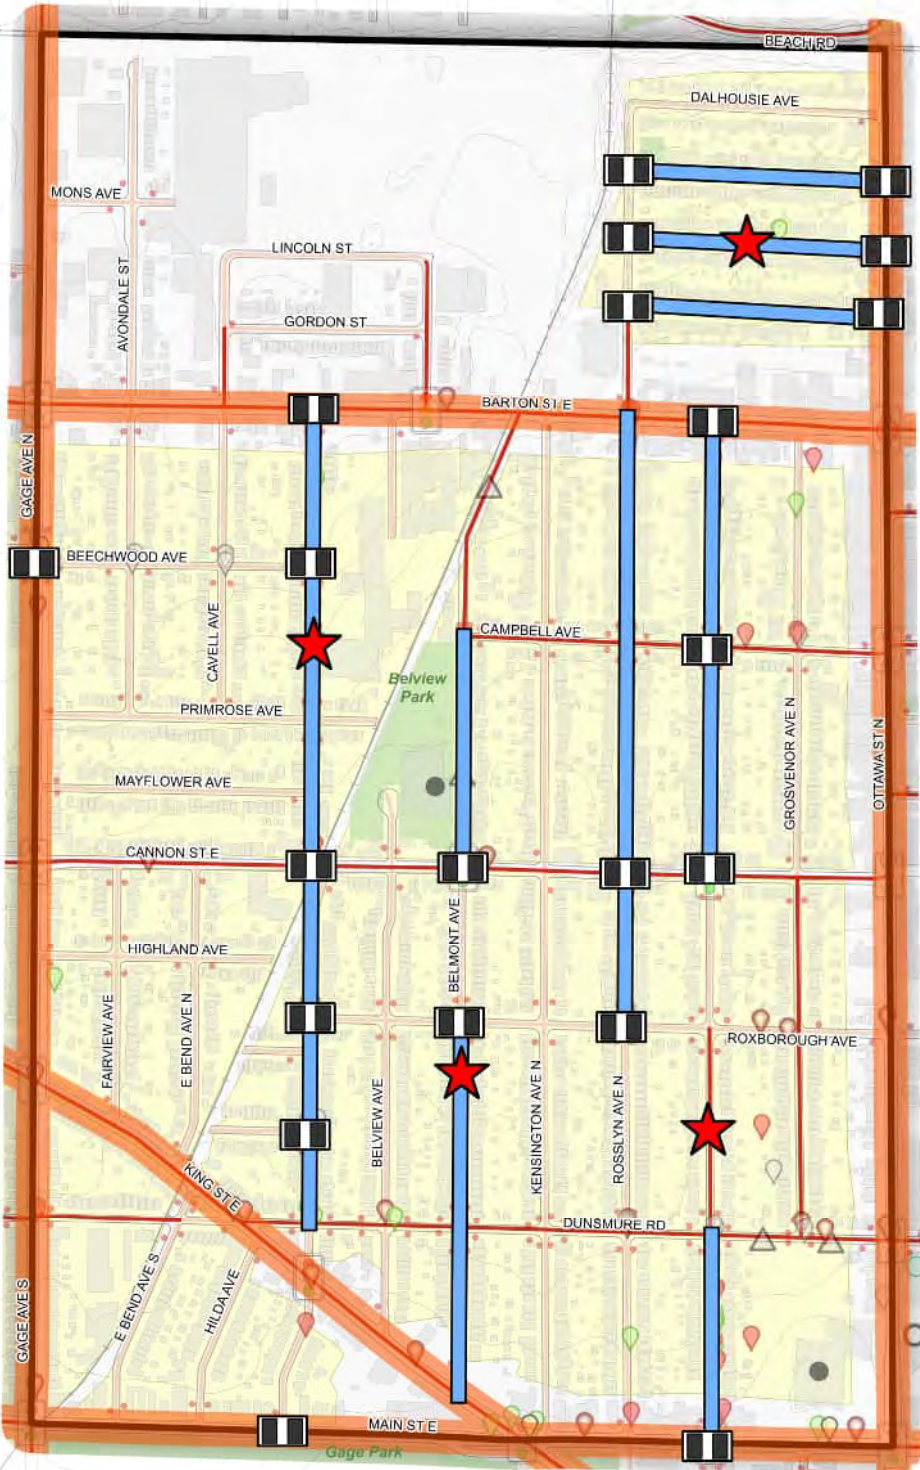 BEACH RD
DALHOUSIE AVE
MONS AVE
LINCOLN ST
AVONDALE ST
GORDON ST
BARTON ST E
GAGE AVE N
BEECHWOOD AVE
CAVELL AVE
CAMPBELL AVE
Belview
Park
PRIMROSE AVE
GROSVENOR AVE N
OTTAWA ST N
MAYFLOWER AVE
CANNON ST E
BELMONT AVE
HIGHLAND AVE
FAIRVIEW AVE
E BEND AVE N
ROXBOROUGH AVE
BELVIEW AVE
KENSINGTON AVE N
ROSSLYN AVE N
KING ST E
DUNSMURE RD
GAGE AVE S
E BEND AVE S
HILDA AVE
MAIN ST E
Gage Park